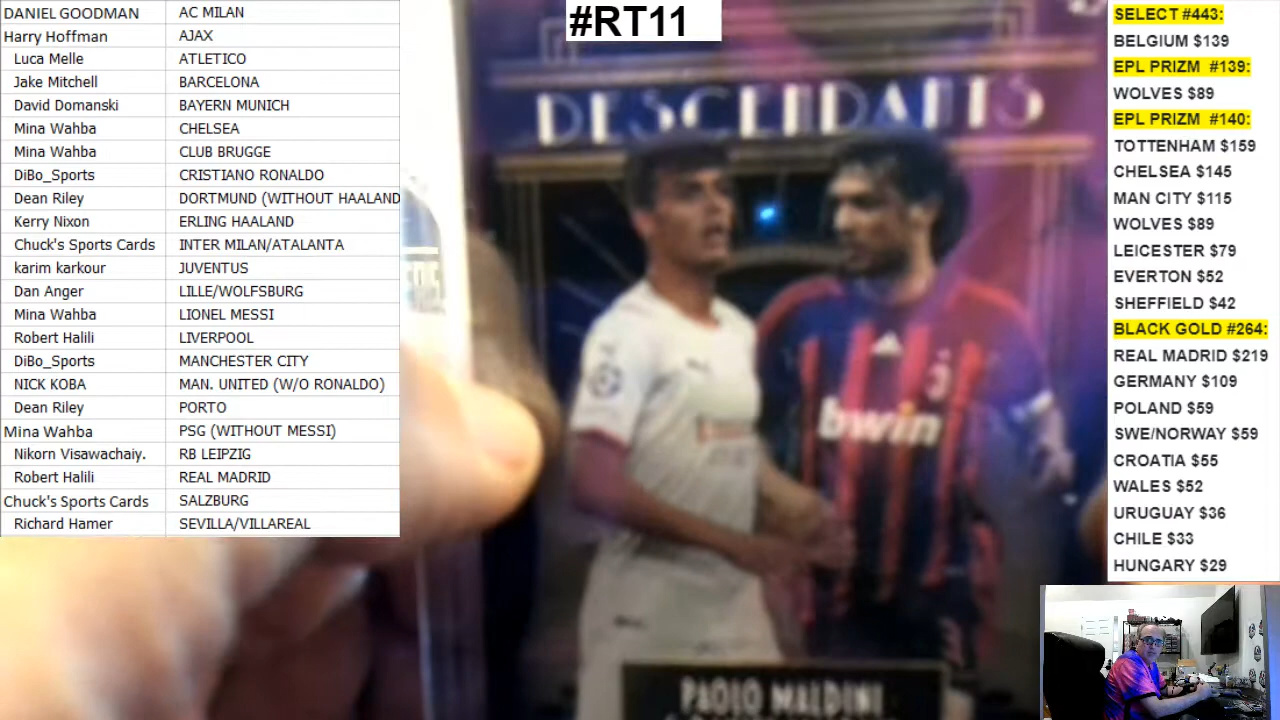 DANIEL GOODMAN AC MILAN
Harry Hoffman AJAX
Luca Melle ATLETICO
Jake Mitchell BARCELONA
David Domanski BAYERN MUNICH
Mina Wahba CHELSEA
Mina Wahba CLUB BRUGGE
DiBo_Sports CRISTIANO RONALDO
Dean Riley DORTMUND (WITHOUT HAALAND
Kerry Nixon ERLING HAALAND
Chuck's Sports Cards INTER MILAN/ATALANTA
karim karkour JUVENTUS
Dan Anger LILLE/WOLFSBURG
Mina Wahba LIONEL MESSI
Robert Halili LIVERPOOL
DiBo_Sports MANCHESTER CITY
NICK KOBA MAN. UNITED (W/O RONALDO)
Dean Riley PORTO
Mina Wahba PSG (WITHOUT MESSI)
Nikorn Visawachaiy. RB LEIPZIG
Robert Halili REAL MADRID
Chuck's Sports Cards SALZBURG
Richard Hamer SEVILLA/VILLAREAL
#RT11
DESCENDANTS
bwin
PAOLO MALDINI
SELECT #443:
BELGIUM $139
EPL PRIZM #139:
WOLVES $89
EPL PRIZM #140:
TOTTENHAM $159
CHELSEA $145
MAN CITY $115
WOLVES $89
LEICESTER $79
EVERTON $52
SHEFFIELD $42
BLACK GOLD #264:
REAL MADRID $219
GERMANY $109
POLAND $59
SWE/NORWAY $59
CROATIA $55
WALES $52
URUGUAY $36
CHILE $33
HUNGARY $29